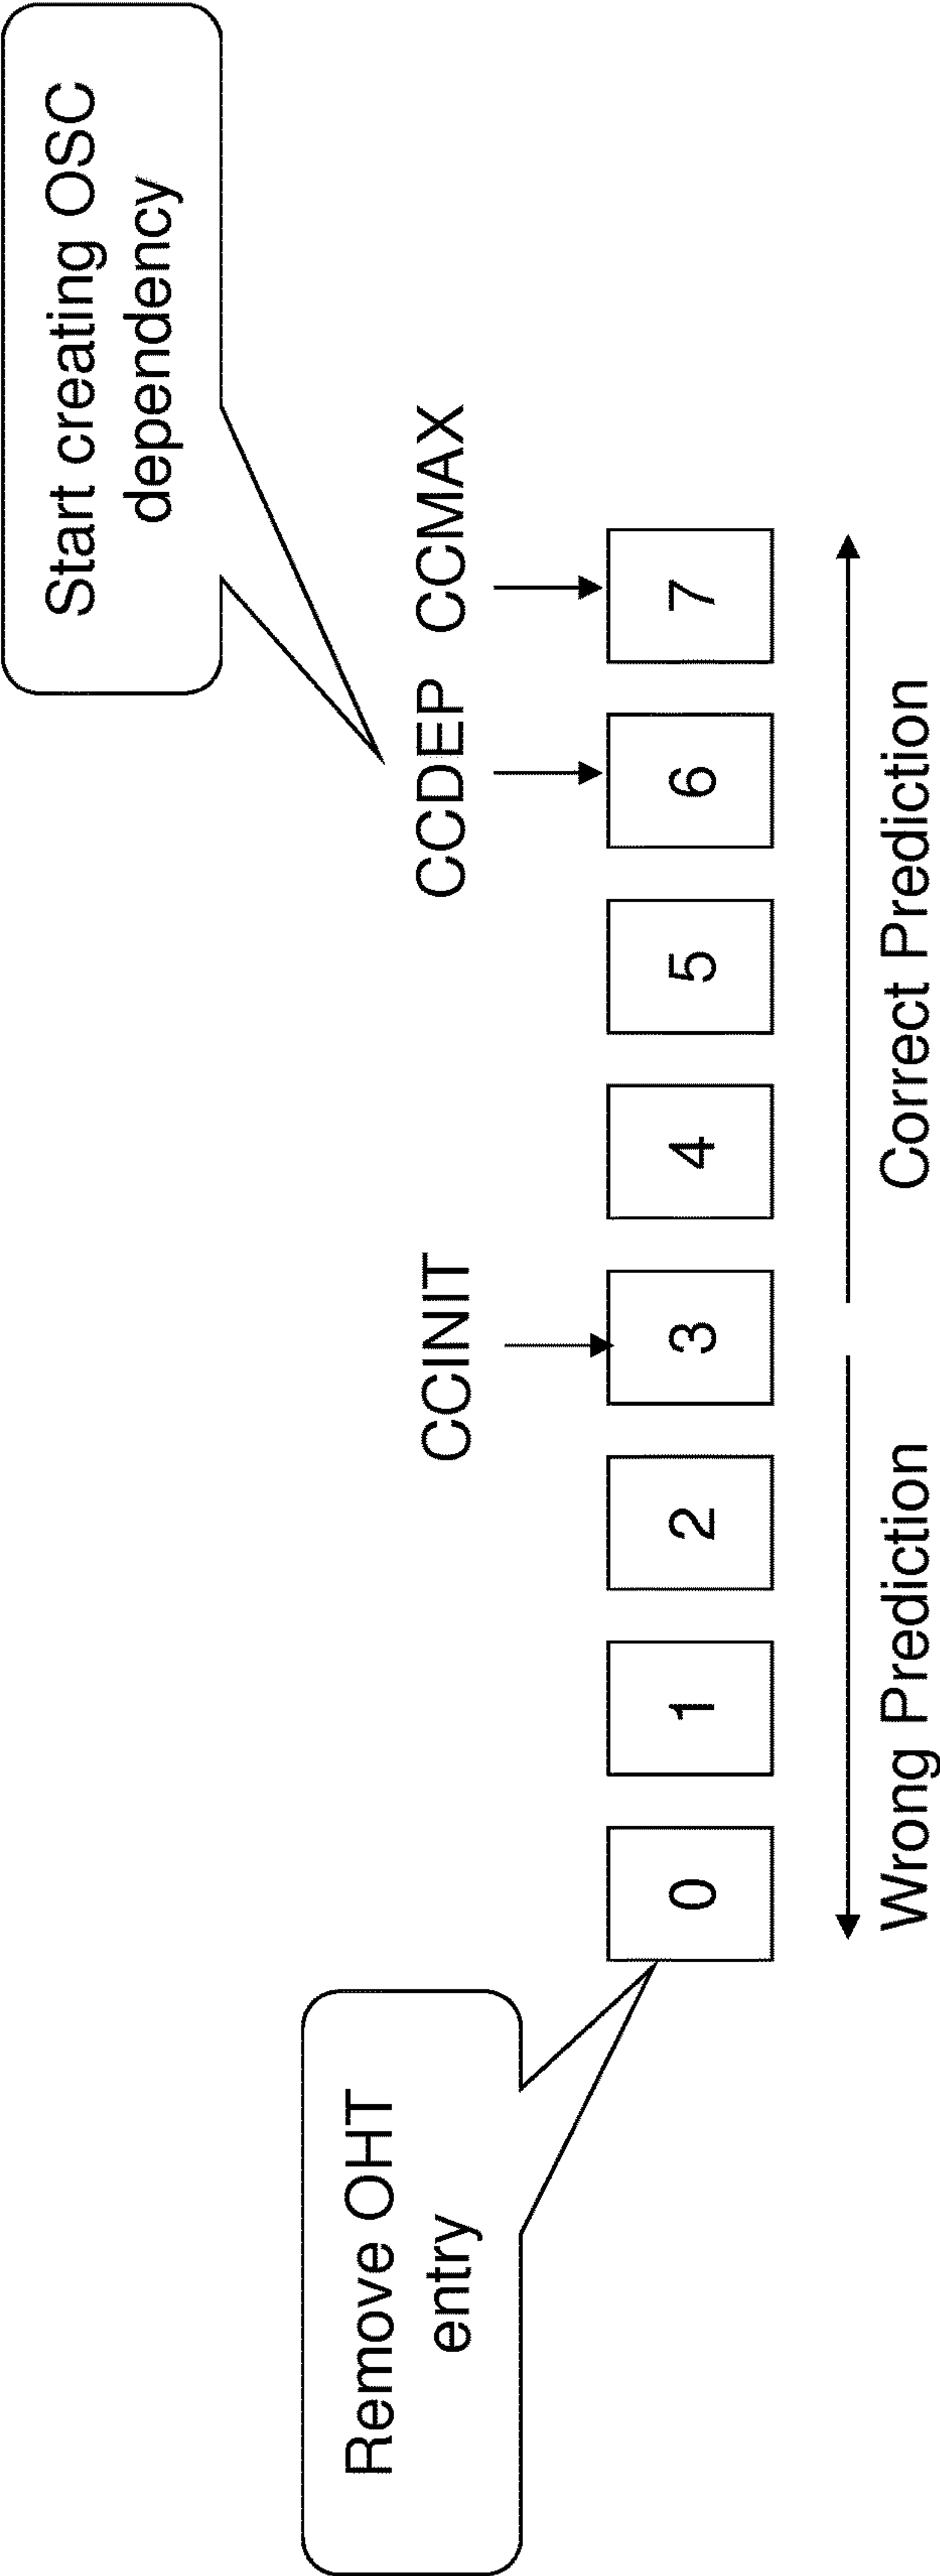 Start creating OSC
dependency
Remove OHT
entry
CCINIT
CCDEP
CCMAX
0
1
2
3
4
5
6
7
Wrong Prediction
Correct Prediction